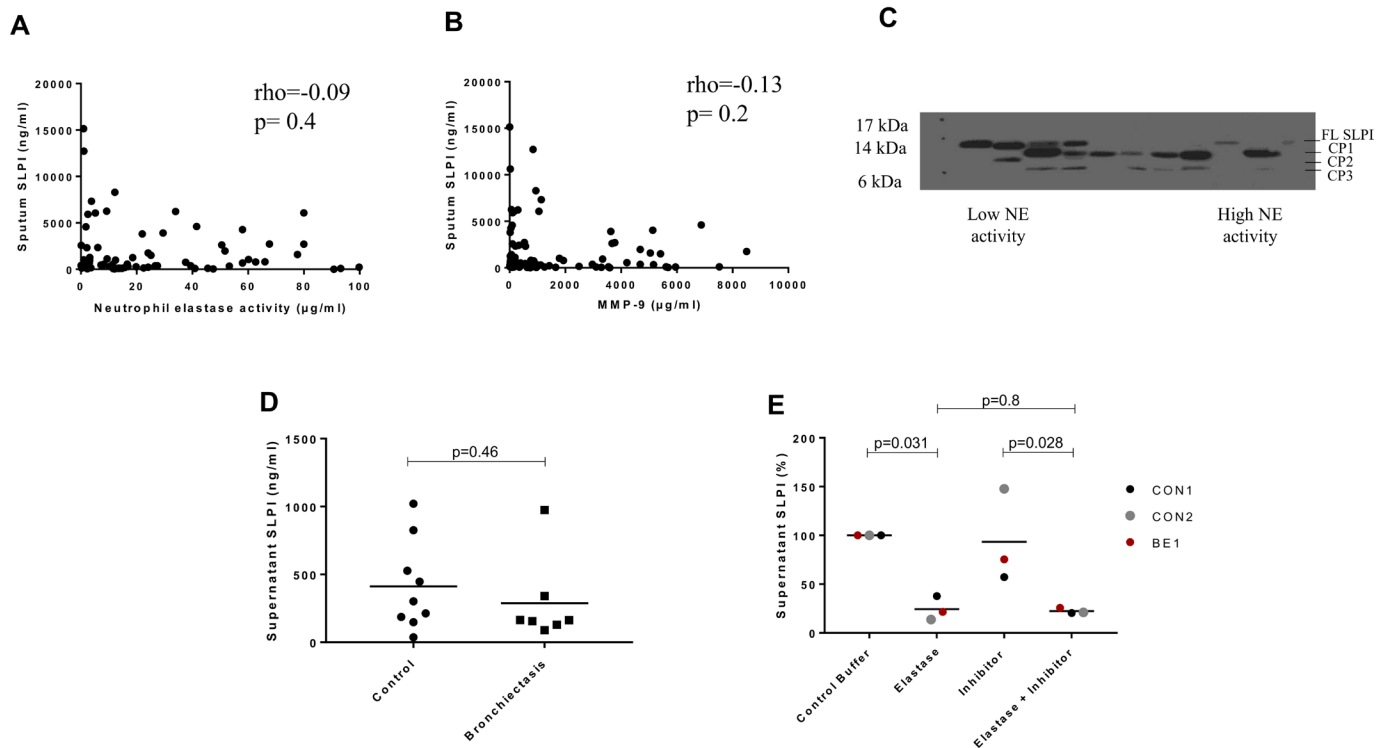 A
rho=-0.09
p= 0.4
Sputum SLPI (ng/ml)
20000
15000
10000
5000
0
0 20 40 60 80 100
Neutrophil elastase activity (μg/ml)
B
rho=-0.13
p= 0.2
Sputum SLPI (ng/ml)
20000
15000
10000
5000
0
0 2000 4000 6000 8000 10000
MMP-9 (μg/ml)
C
17 kDa
14 kDa
6 kDa
FL SLPI
CP1
CP2
CP3
Low NE
activity
High NE
activity
D
p=0.46
Supernatant SLPI (ng/ml)
1500
1000
500
0
Control
Bronchiectasis
E
p=0.8
p=0.031
p=0.028
Supernatant SLPI (%)
200
150
100
50
0
Control Buffer
Elastase
Inhibitor
Elastase + Inhibitor
CON1
CON2
BE1